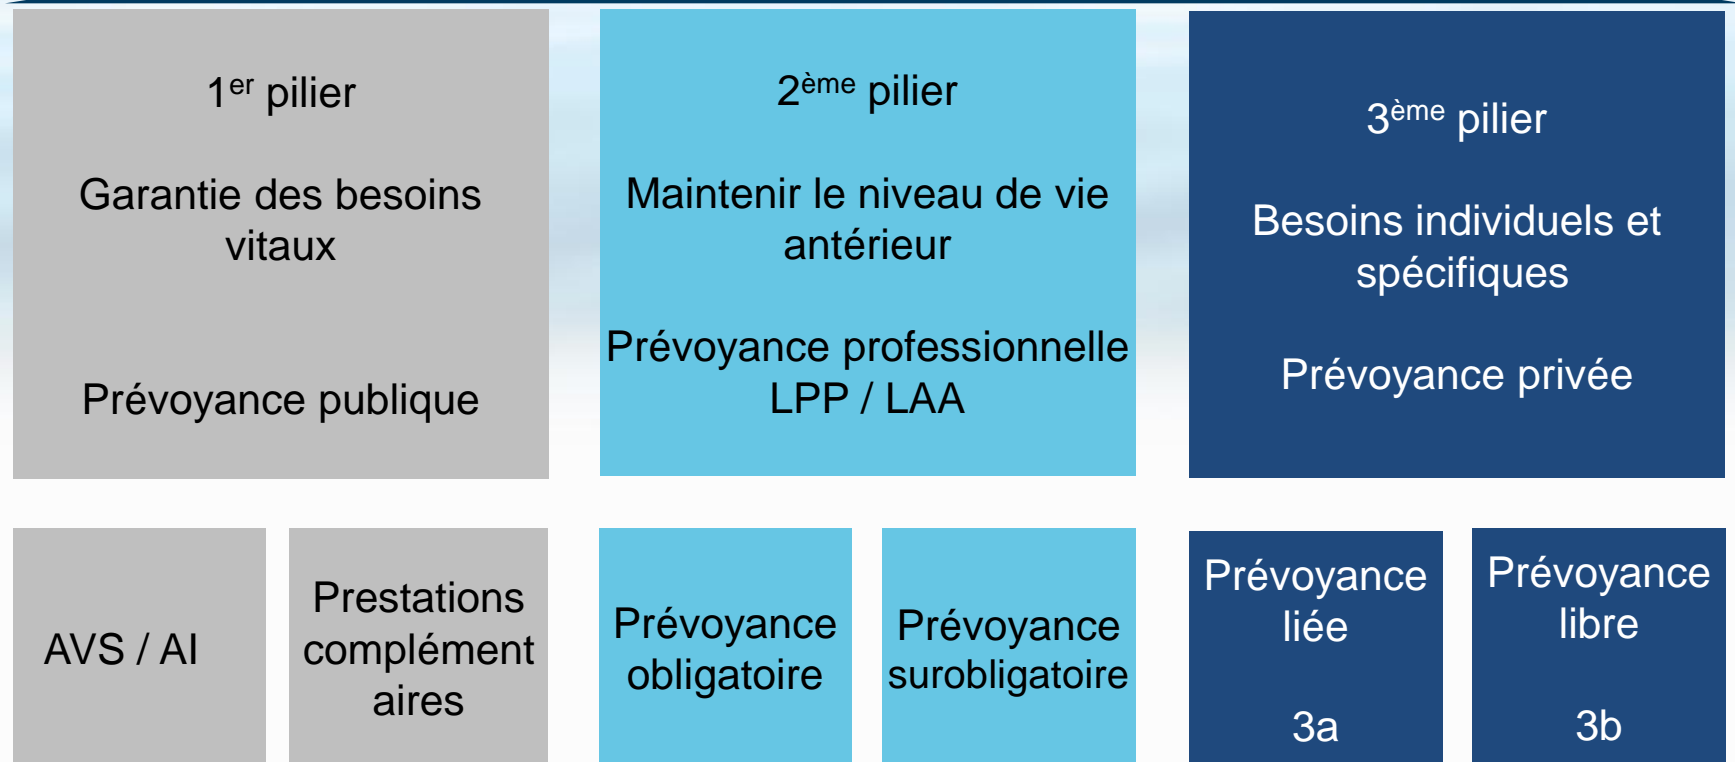 1er pilier
Garantie des besoins
vitaux
Prévoyance publique
2ème pilier
Maintenir le niveau de vie
antérieur
Prévoyance professionnelle
LPP / LAA
3ème pilier
Besoins individuels et
spécifiques
Prévoyance privée
AVS / AI
Prestations
complément
aires
Prévoyance
obligatoire
Prévoyance
surobligatoire
Prévoyance
liée
3a
Prévoyance
libre
3b